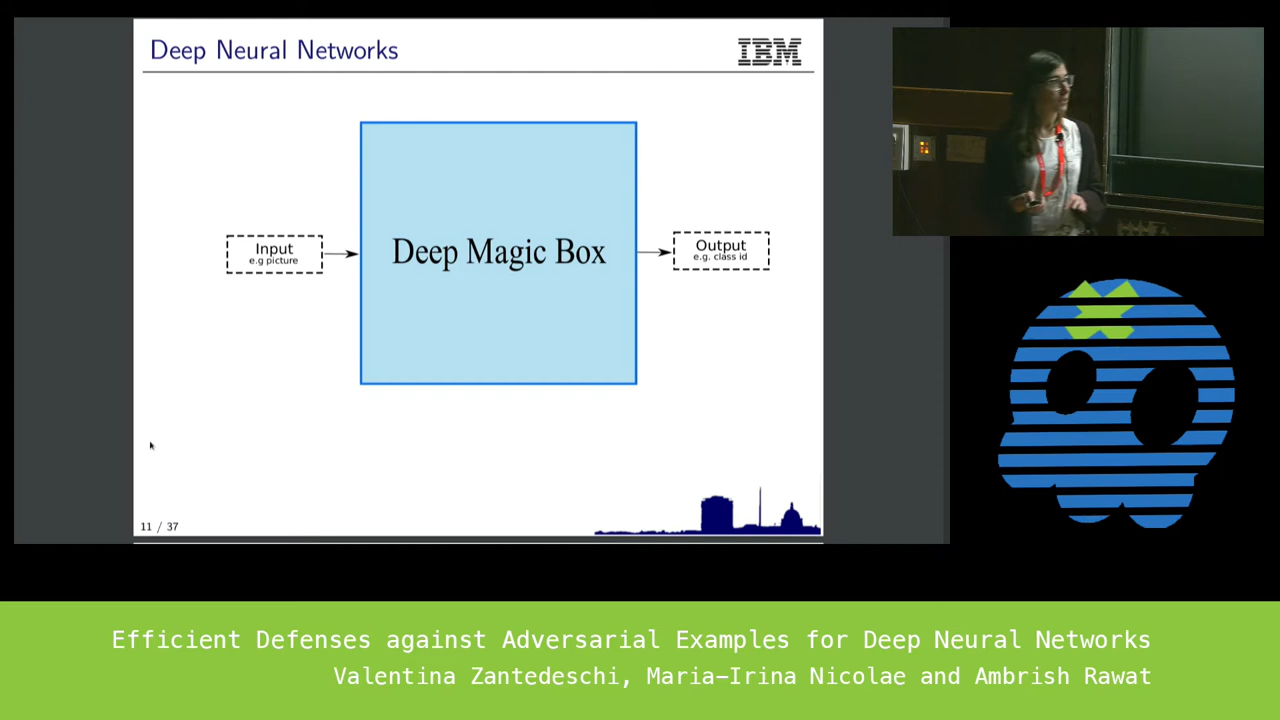 Deep Neural Networks
IBM
Input
e.g picture
Deep Magic Box
Output
e.g. class id
11 / 37
Efficient Defenses against Adversarial Examples for Deep Neural Networks
Valentina Zantedeschi, Maria-Irina Nicolae and Ambrish Rawat